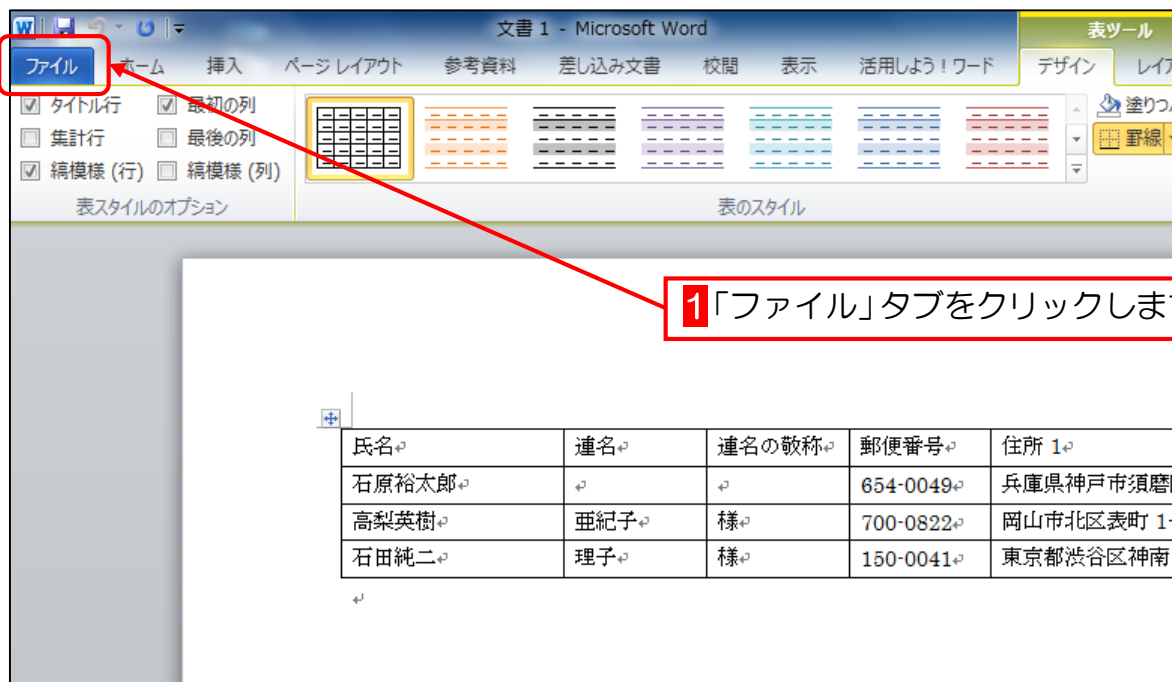 文書 1 - Microsoft Word
表ツール
ファイル ホーム 挿入 ページ レイアウト 参考資料 差し込み文書 校閲 表示 活用しよう！ワード デザイン レイア
タイトル行 最初の列
集計行 最後の列
縞模様 (行) 縞模様 (列)
塗りつ
罫線
表スタイルのオプション 表のスタイル
1「ファイル」タブをクリックしま
氏名 連名 連名の敬称 郵便番号 住所 1
石原裕太郎 654-0049 兵庫県神戸市須磨
高梨英樹 亜紀子 様 700-0822 岡山市北区表町 1-
石田純二 理子 様 150-0041 東京都渋谷区神南